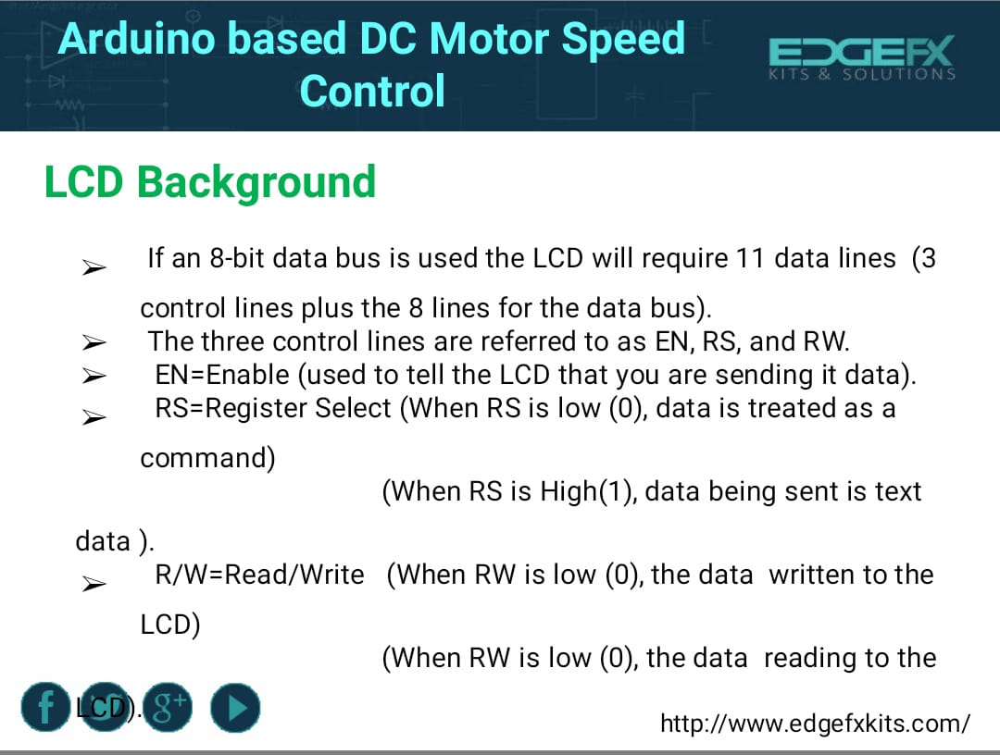 Arduino based DC Motor Speed
Control
EDGEFX
KITS & SOLUTIONS
LCD Background
➢ If an 8-bit data bus is used the LCD will require 11 data lines (3
control lines plus the 8 lines for the data bus).
➢ The three control lines are referred to as EN, RS, and RW.
➢ EN=Enable (used to tell the LCD that you are sending it data).
➢ RS=Register Select (When RS is low (0), data is treated as a
command)
(When RS is High(1), data being sent is text
data ).
➢ R/W=Read/Write (When RW is low (0), the data written to the
LCD)
(When RW is low (0), the data reading to the
LCD).
f
g+
http://www.edgefxkits.com/